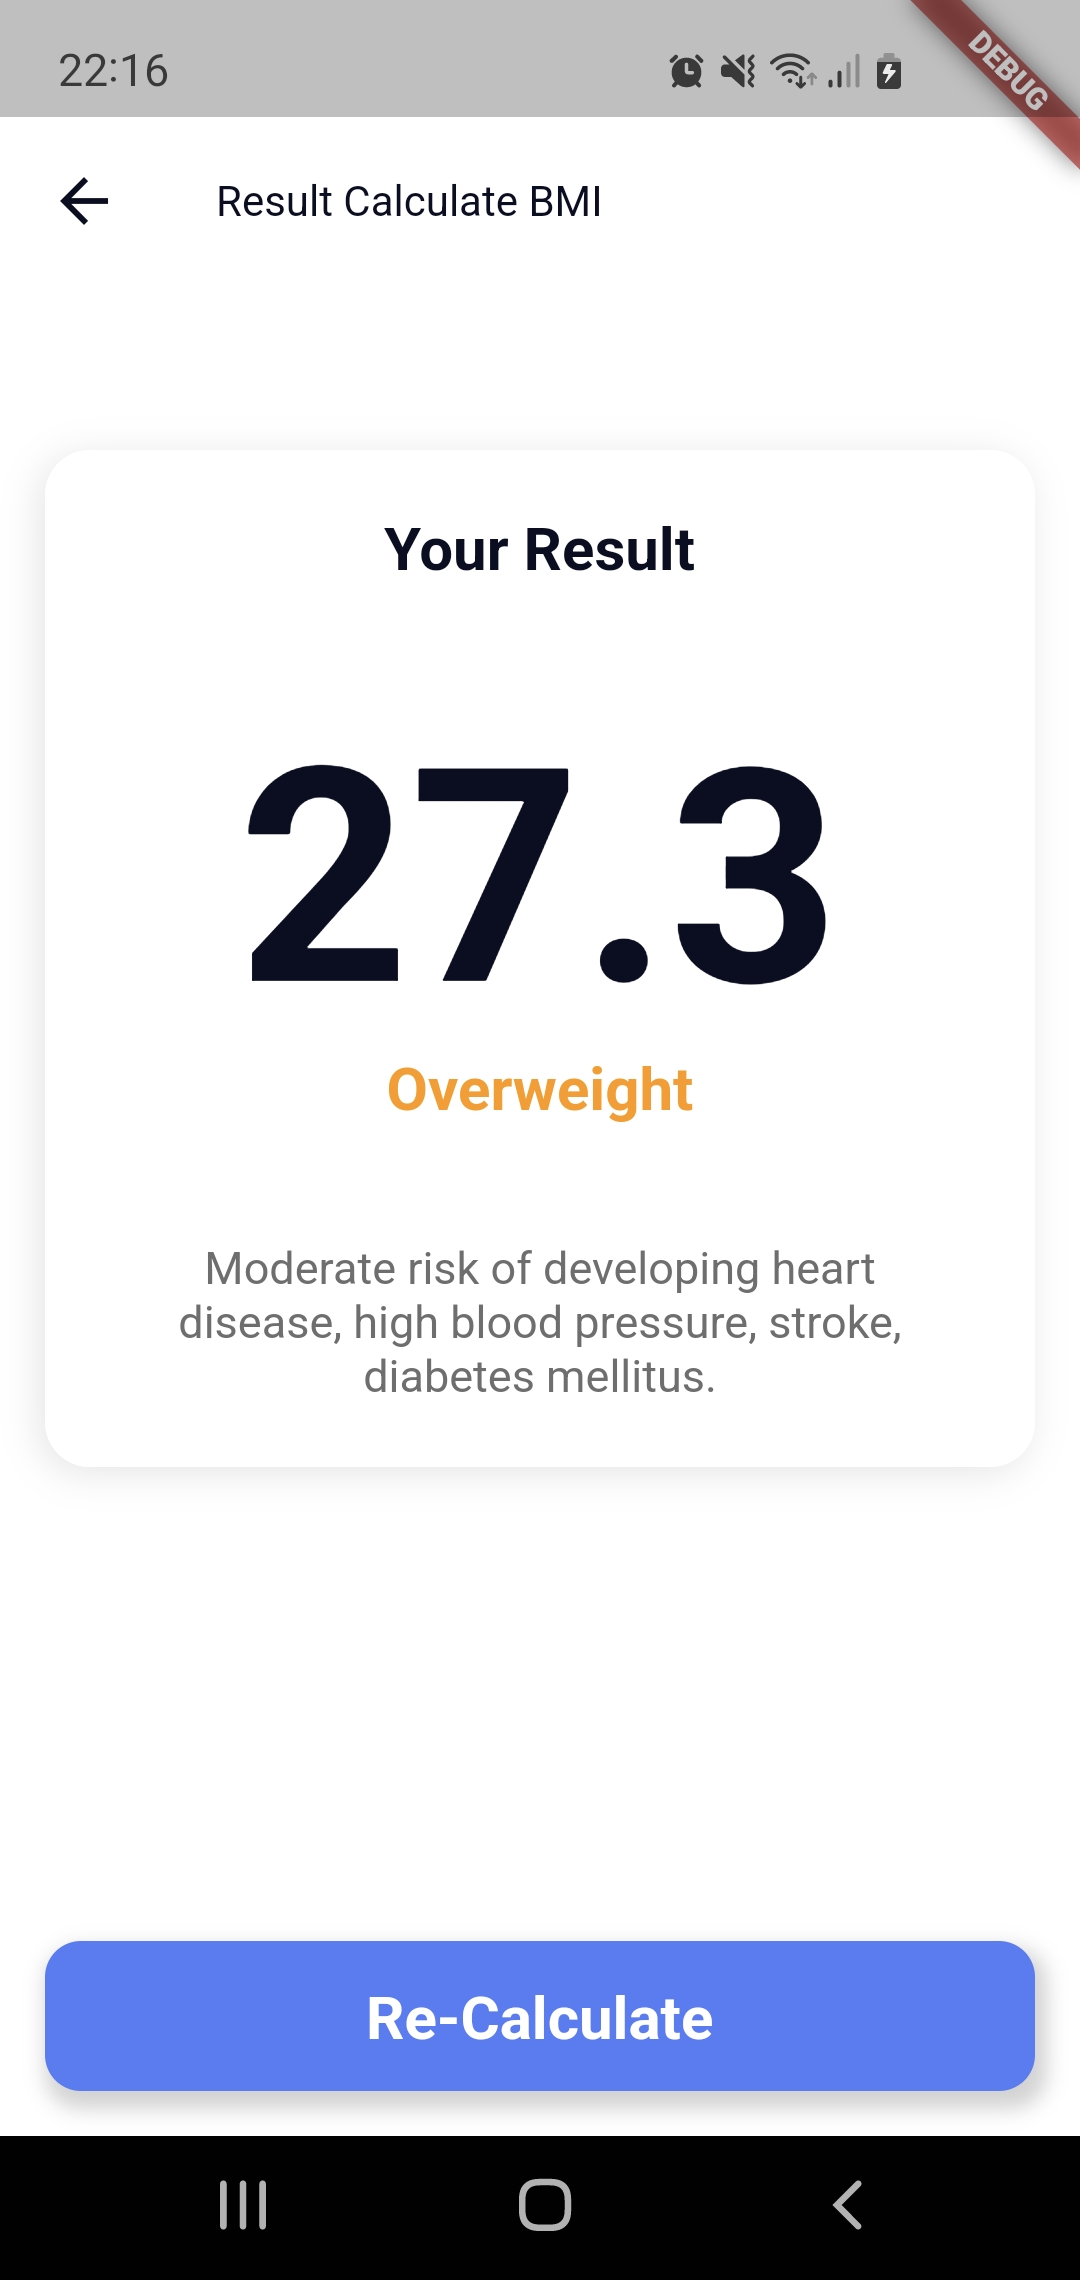 22:16
DEBUG
Result Calculate BMI
Your Result
27.3
Overweight
Moderate risk of developing heart
disease, high blood pressure, stroke,
diabetes mellitus.
Re-Calculate